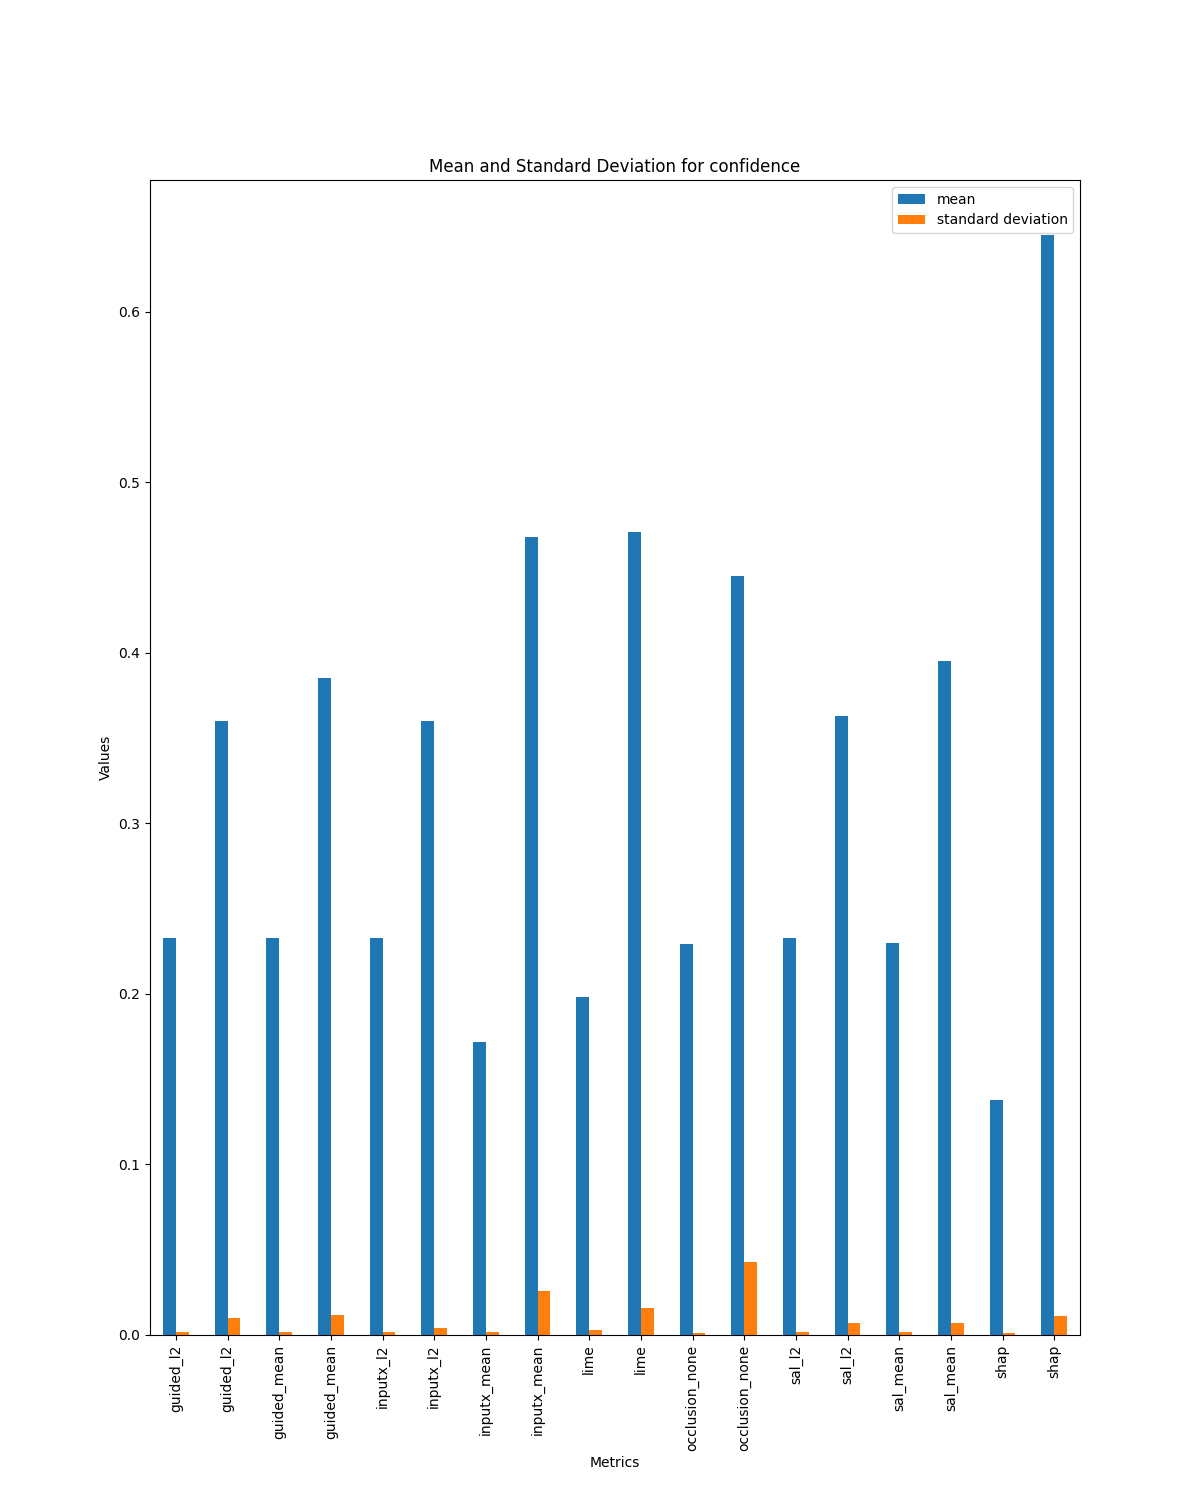 Mean and Standard Deviation for confidence
mean
standard deviation
0.6
0.5
0.4
0.3
0.2
0.1
0.0
Values
guided_l2
guided_l2
guided_mean
guided_mean
inputx_l2
inputx_l2
inputx_mean
inputx_mean
lime
lime
occlusion_none
occlusion_none
sal_l2
sal_l2
sal_mean
sal_mean
shap
shap
Metrics